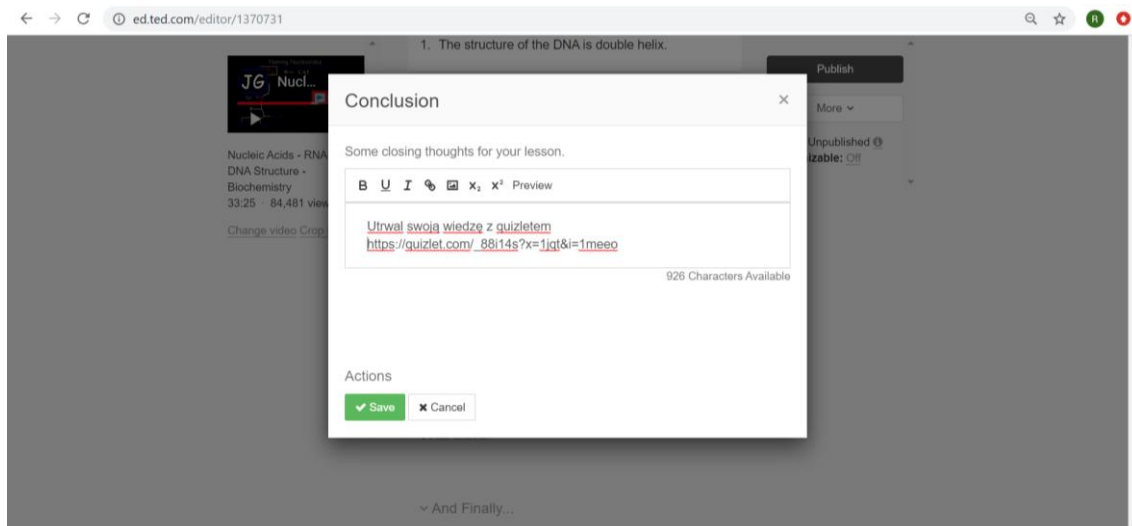 ed.ted.com/editor/1370731
R
1. The structure of the DNA is double helix.
JG Nucl...
Nucleic Acids - RNA
DNA Structure -
Biochemistry
33:25 · 84,481 view
Change video Crop
Publish
More
Unpublished
izable: Off
Conclusion
×
Some closing thoughts for your lesson.
B U I X₂ X² Preview
Utrwal swoją wiedzę z quizletem
https://quizlet.com/_88i14s?x=1jqt&i=1meeo
926 Characters Available
Actions
Save
Cancel
And Finally...